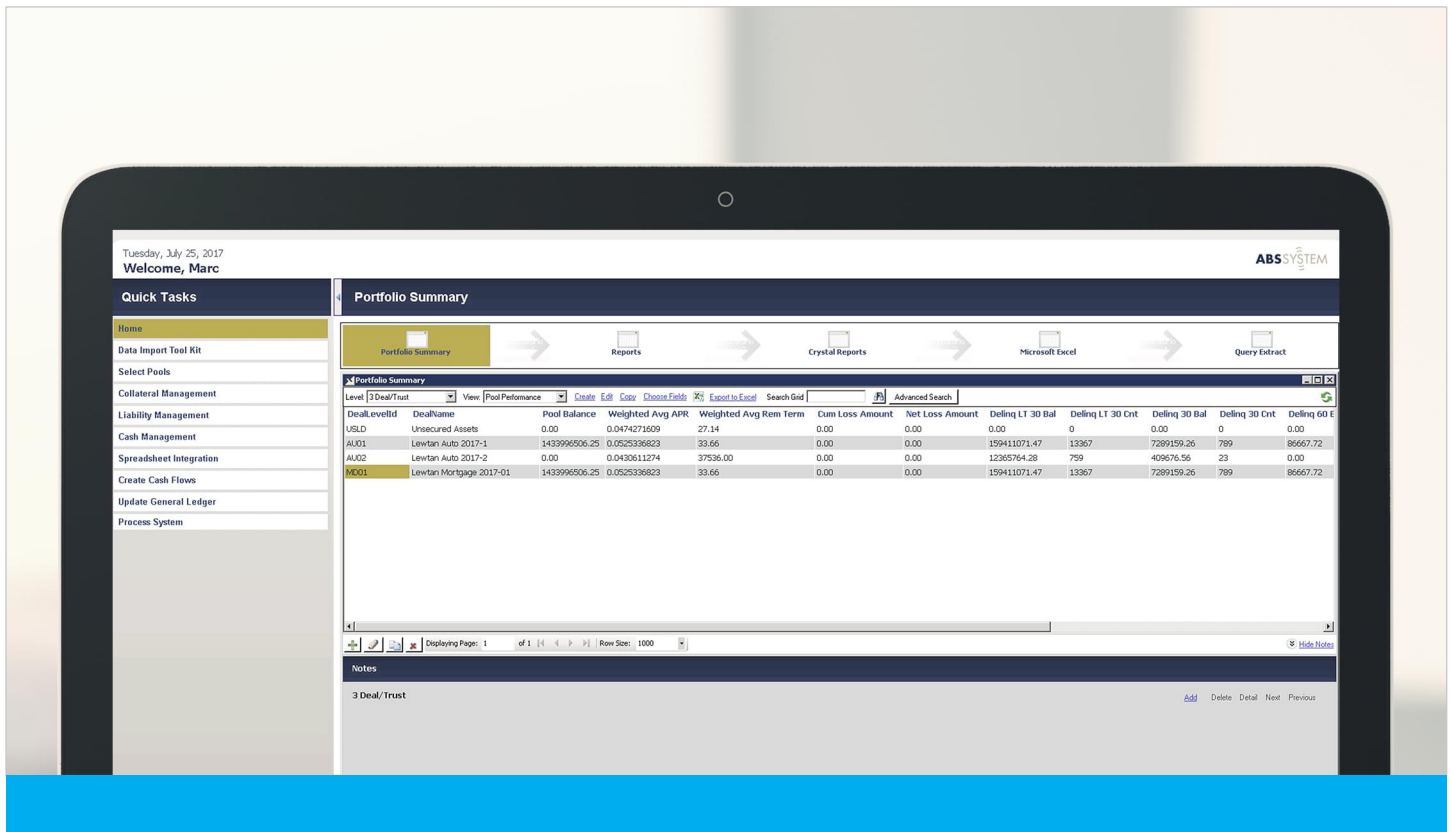 Tuesday, July 25, 2017
Welcome, Marc
ABSSYSTEM
Quick Tasks
Portfolio Summary
Home
Data Import Tool Kit
Select Pools
Collateral Management
Liability Management
Cash Management
Spreadsheet Integration
Create Cash Flows
Update General Ledger
Process System
Portfolio Summary Reports Crystal Reports Microsoft Excel Query Extract
Portfolio Summary
Level: 3 Deal/Trust View: Pool Performance Create Edit Copy Choose Fields Export to Excel Search Grid Advanced Search
DealLevelId DealName Pool Balance Weighted Avg APR Weighted Avg Rem Term Cum Loss Amount Net Loss Amount Delinq LT 30 Bal Delinq LT 30 Cnt Delinq 30 Bal Delinq 30 Cnt Delinq 60 B
USLD Unsecured Assets 0.00 0.0474271609 27.14 0.00 0.00 0.00 0 0.00 0 0.00
AU01 Lewtan Auto 2017-1 1433996506.25 0.0525336823 33.66 0.00 0.00 159411071.47 13367 7289159.26 789 86667.72
AU02 Lewtan Auto 2017-2 0.00 0.0430611274 37536.00 0.00 0.00 12365764.28 759 409676.56 23 0.00
MD01 Lewtan Mortgage 2017-01 1433996506.25 0.0525336823 33.66 0.00 0.00 159411071.47 13367 7289159.26 789 86667.72
Displaying Page: 1 of 1 Row Size: 1000 Hide Notes
Notes
3 Deal/Trust Add Delete Detail Next Previous